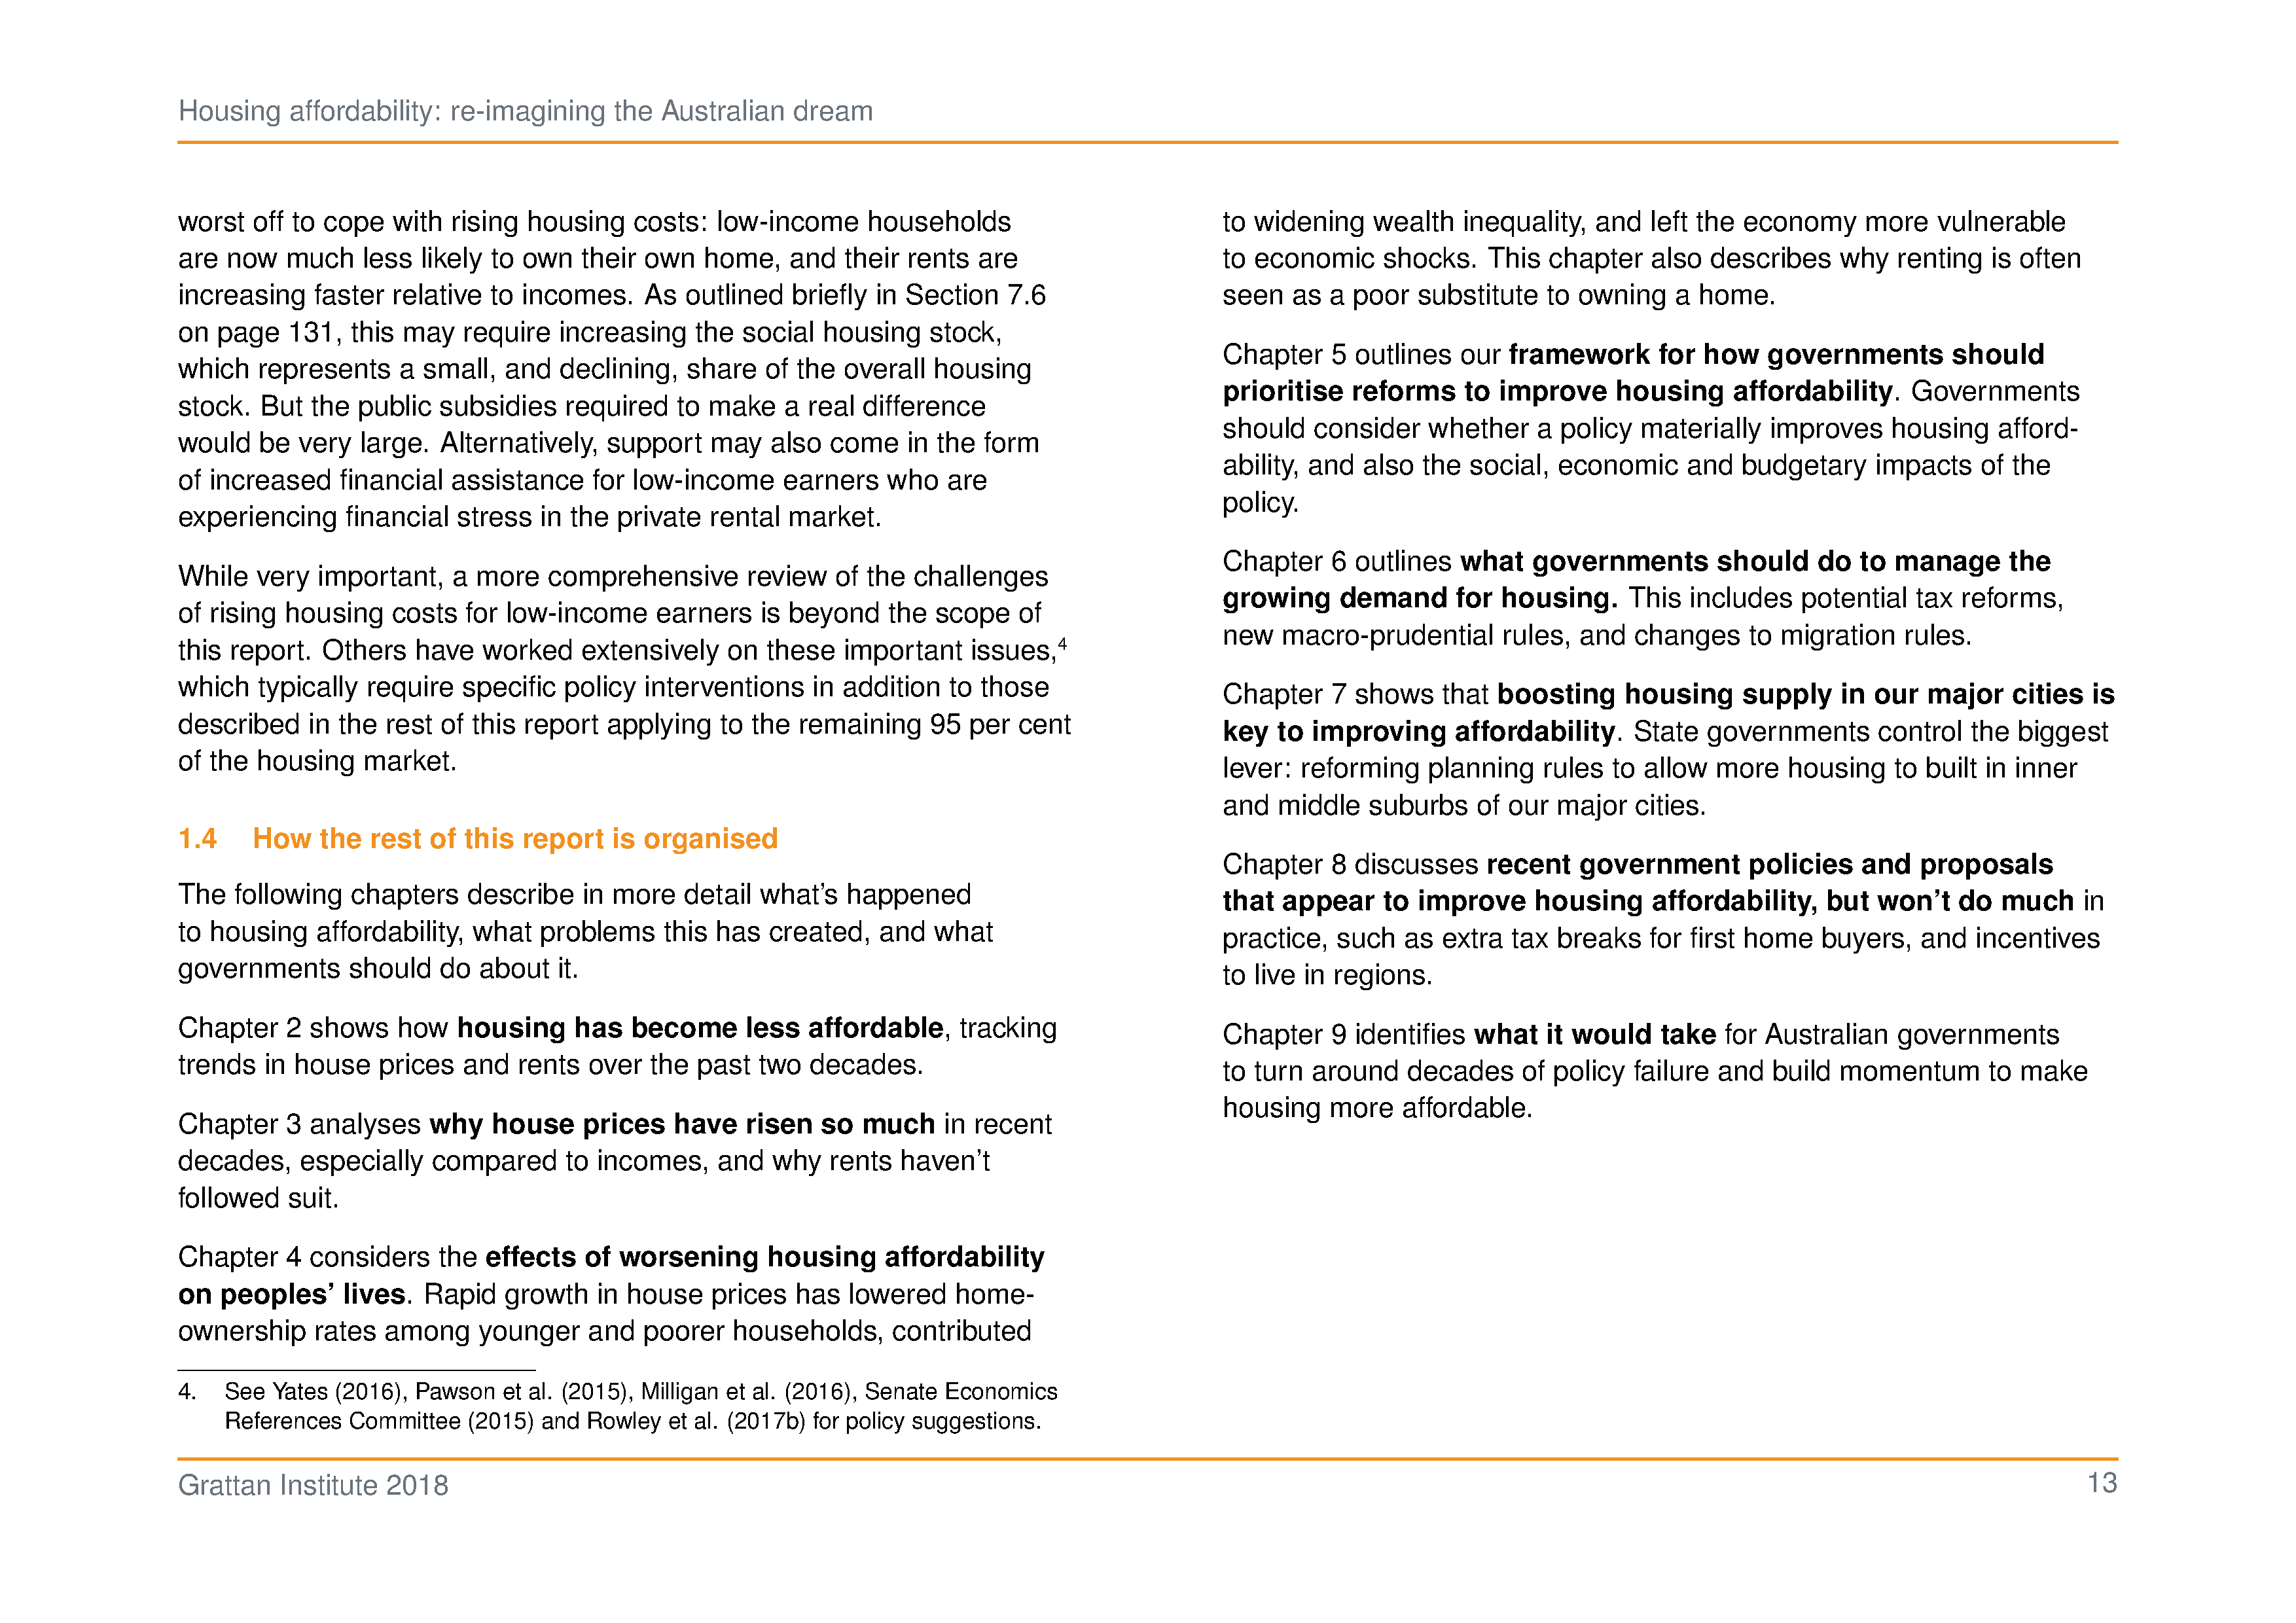 Housing affordability: re-imagining the Australian dream
worst off to cope with rising housing costs: low-income households
are now much less likely to own their own home, and their rents are
increasing faster relative to incomes. As outlined briefly in Section 7.6
on page 131, this may require increasing the social housing stock,
which represents a small, and declining, share of the overall housing
stock. But the public subsidies required to make a real difference
would be very large. Alternatively, support may also come in the form
of increased financial assistance for low-income earners who are
experiencing financial stress in the private rental market.
While very important, a more comprehensive review of the challenges
of rising housing costs for low-income earners is beyond the scope of
this report. Others have worked extensively on these important issues,4
which typically require specific policy interventions in addition to those
described in the rest of this report applying to the remaining 95 per cent
of the housing market.
1.4 How the rest of this report is organised
The following chapters describe in more detail what's happened
to housing affordability, what problems this has created, and what
governments should do about it.
Chapter 2 shows how housing has become less affordable, tracking
trends in house prices and rents over the past two decades.
Chapter 3 analyses why house prices have risen so much in recent
decades, especially compared to incomes, and why rents haven't
followed suit.
Chapter 4 considers the effects of worsening housing affordability
on peoples' lives. Rapid growth in house prices has lowered home-
ownership rates among younger and poorer households, contributed
4. See Yates (2016), Pawson et al. (2015), Milligan et al. (2016), Senate Economics
References Committee (2015) and Rowley et al. (2017b) for policy suggestions.
to widening wealth inequality, and left the economy more vulnerable
to economic shocks. This chapter also describes why renting is often
seen as a poor substitute to owning a home.
Chapter 5 outlines our framework for how governments should
prioritise reforms to improve housing affordability. Governments
should consider whether a policy materially improves housing afford-
ability, and also the social, economic and budgetary impacts of the
policy.
Chapter 6 outlines what governments should do to manage the
growing demand for housing. This includes potential tax reforms,
new macro-prudential rules, and changes to migration rules.
Chapter 7 shows that boosting housing supply in our major cities is
key to improving affordability. State governments control the biggest
lever: reforming planning rules to allow more housing to built in inner
and middle suburbs of our major cities.
Chapter 8 discusses recent government policies and proposals
that appear to improve housing affordability, but won't do much in
practice, such as extra tax breaks for first home buyers, and incentives
to live in regions.
Chapter 9 identifies what it would take for Australian governments
to turn around decades of policy failure and build momentum to make
housing more affordable.
Grattan Institute 2018
13